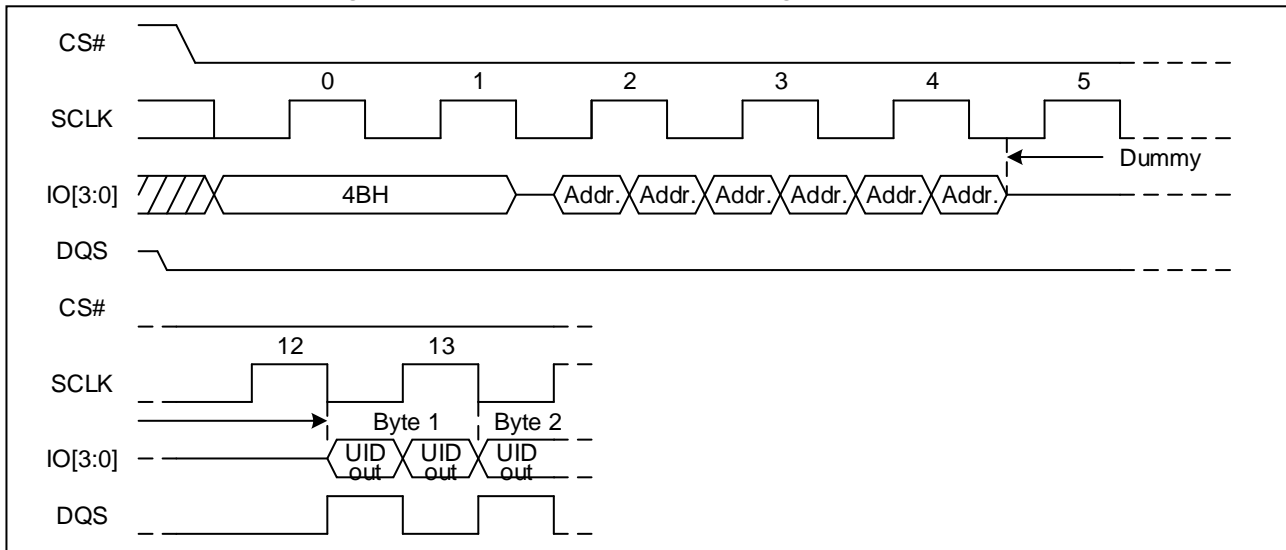 CS#
0 1 2 3 4 5
SCLK
Dummy
IO[3:0] 4BH Addr. Addr. Addr. Addr. Addr. Addr.
DQS
CS#
12 13
SCLK
Byte 1 Byte 2
IO[3:0] UID out UID out UID out
DQS